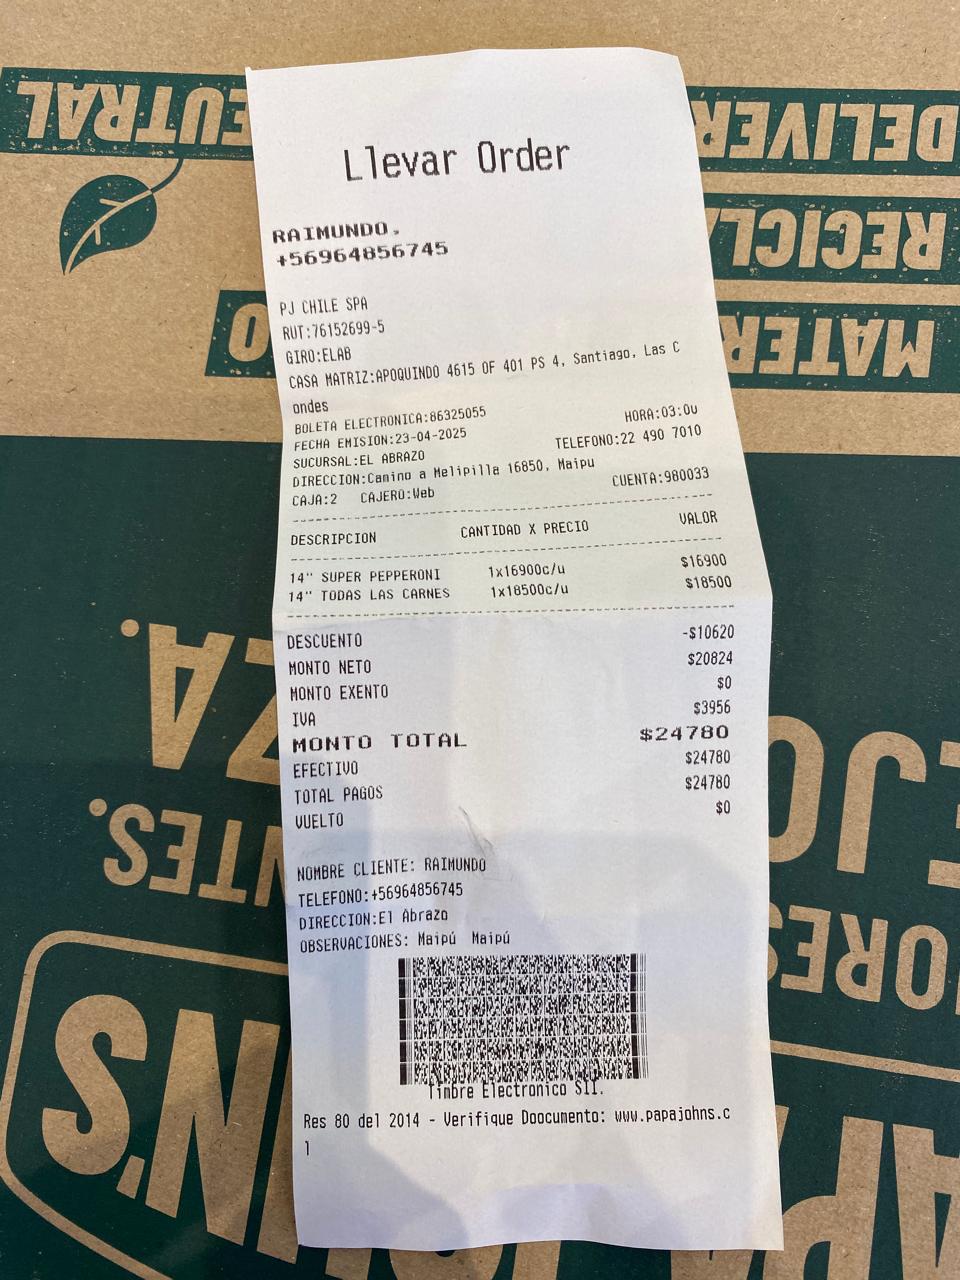 Llevar Order
RAIMUNDO.
+56964856745
PJ CHILE SPA
RUT:76152699-5
GIRO:ELAB
CASA MATRIZ:APOQUINDO 4615 OF 401 PS 4, Santiago, Las C
ondes
BOLETA ELECTRONICA:86325055
FECHA EMISION:23-04-2025 HORA:03:00
SUCURSAL:EL ABRAZO TELEFONO:22 490 7010
DIRECCION:Camino a Melipilla 16850, Maipu
CAJA:2 CAJERO:Web CUENTA:980033
DESCRIPCION CANTIDAD X PRECIO VALOR
14" SUPER PEPPERONI 1x16900c/u $16900
14" TODAS LAS CARNES 1x18500c/u $18500
DESCUENTO -$10620
MONTO NETO $20824
MONTO EXENTO $0
IVA $3956
MONTO TOTAL $24780
EFECTIVO $24780
TOTAL PAGOS $24780
VUELTO $0
NOMBRE CLIENTE: RAIMUNDO
TELEFONO:+56964856745
DIRECCION:El Abrazo
OBSERVACIONES: Maipú Maipú
Timbre Electronico SII.
Res 80 del 2014 - Verifique Doocumento: www.papajohns.c
l